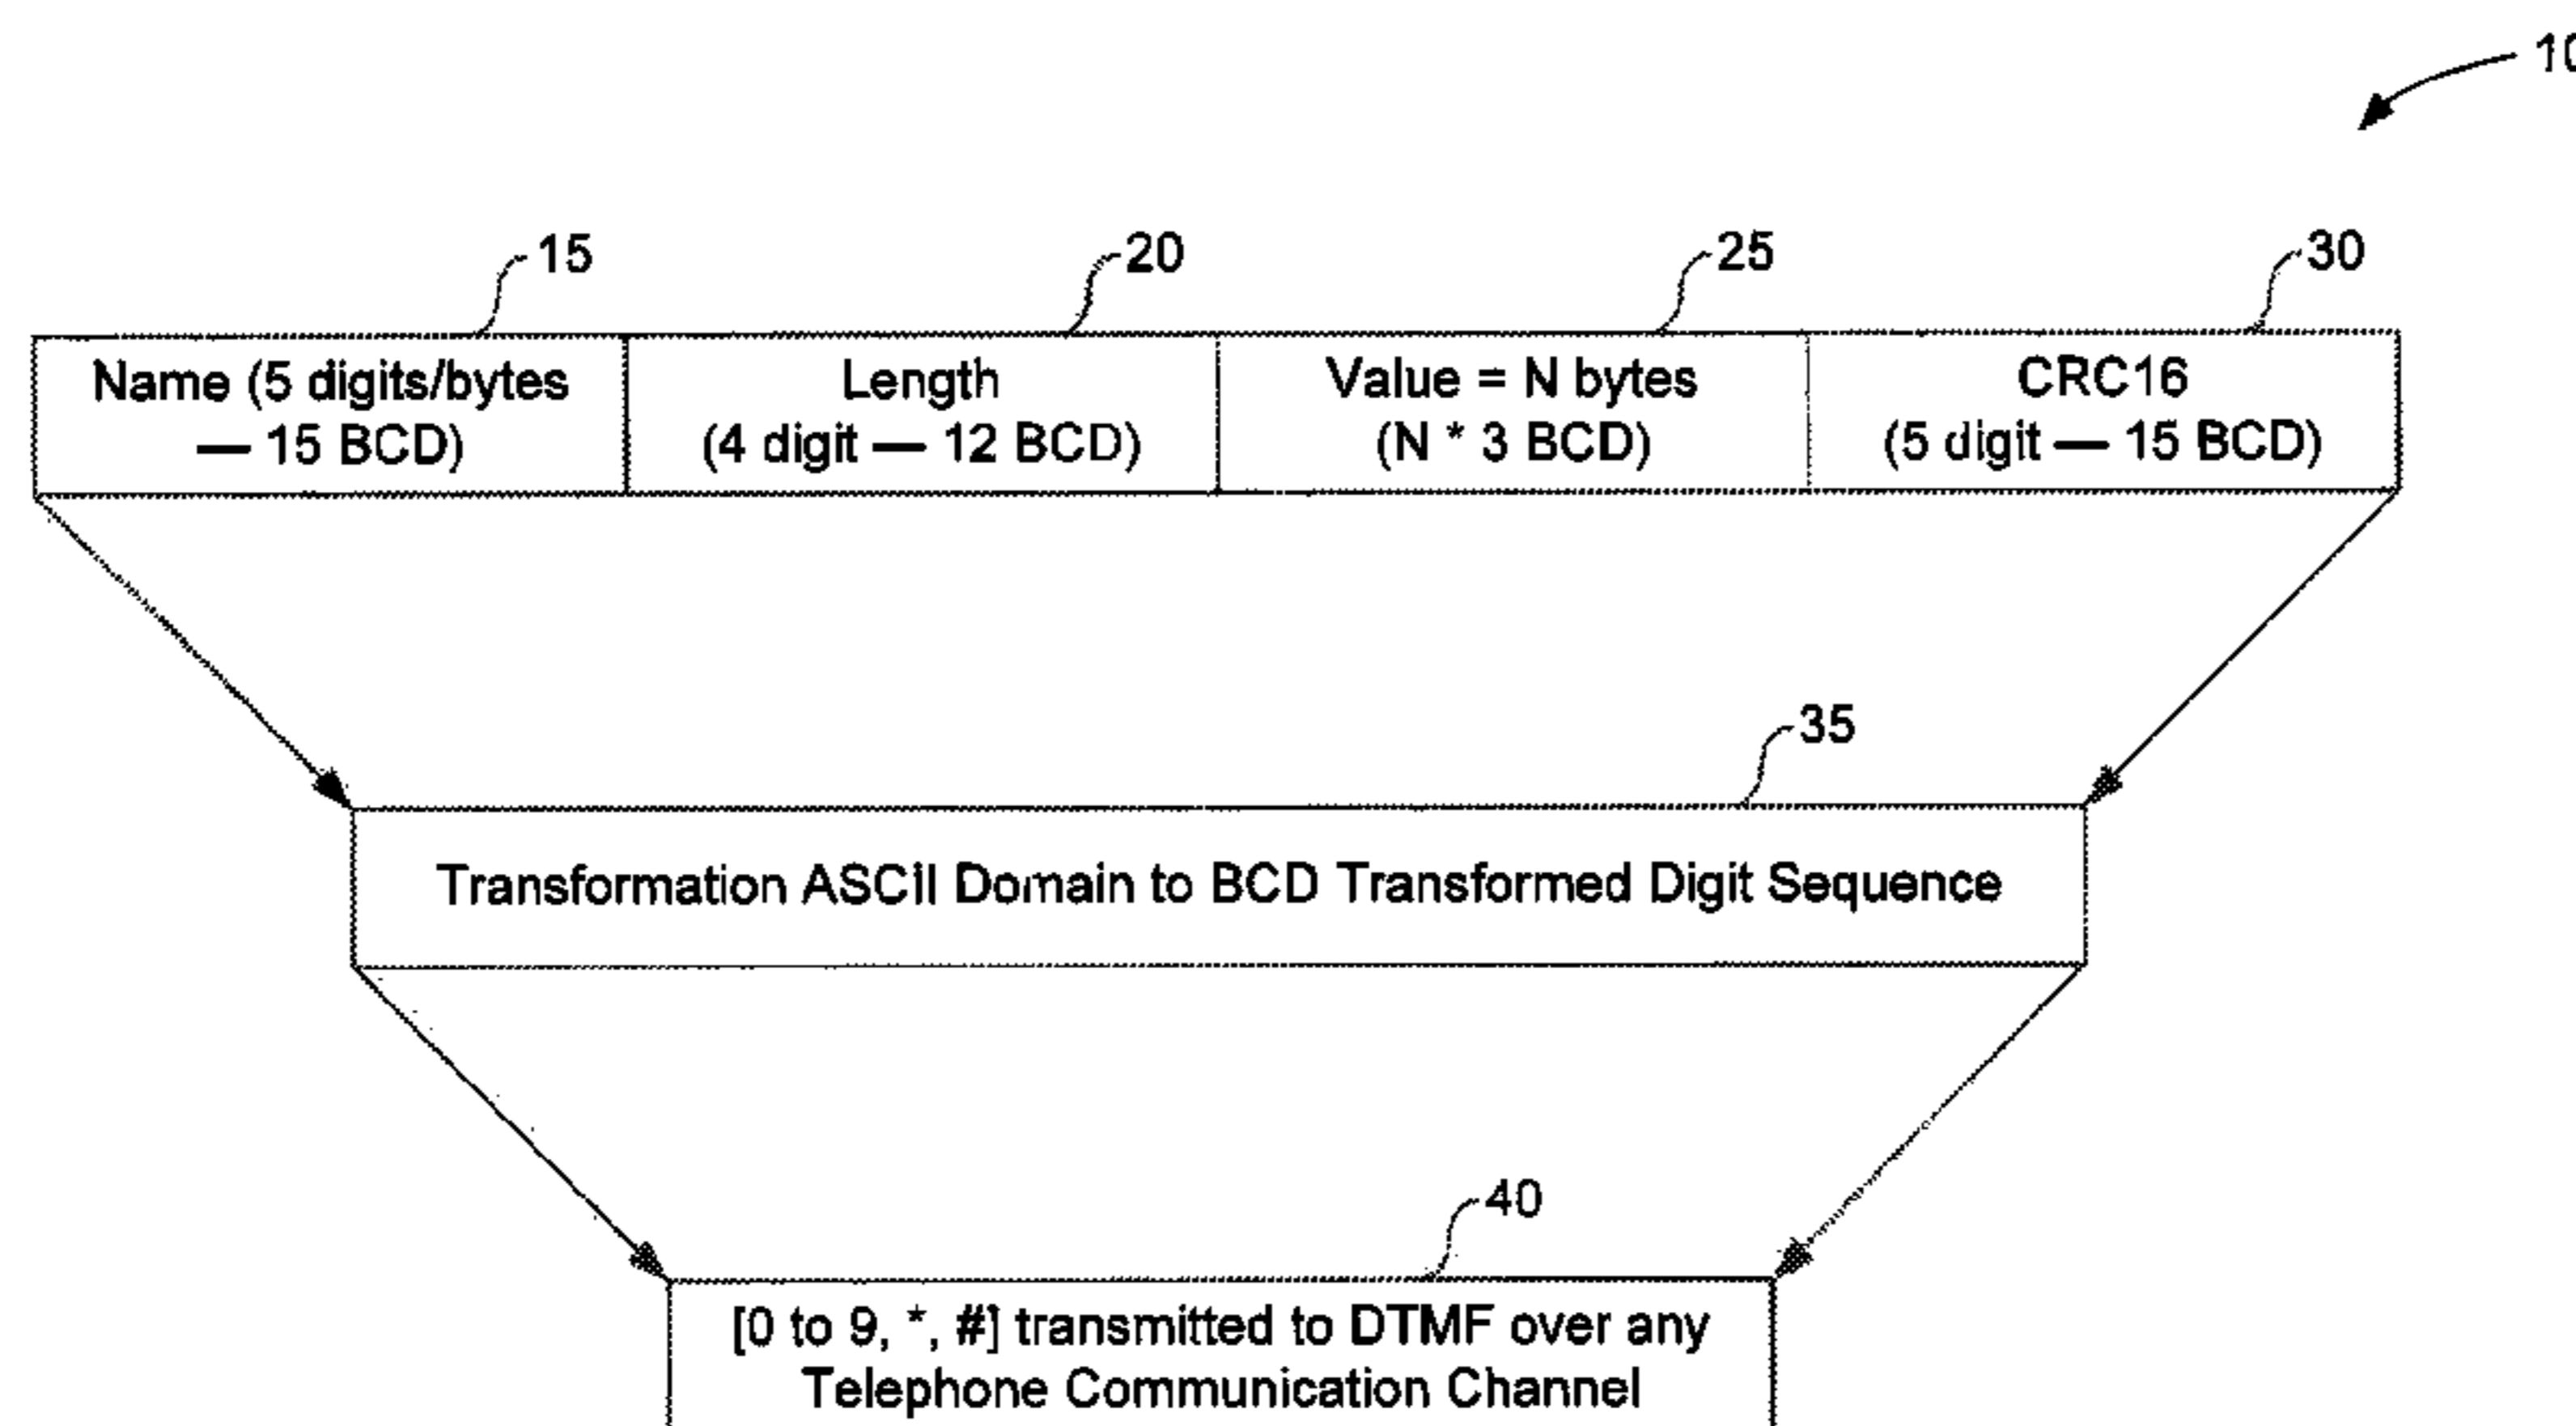 10
15
20
25
30
Name (5 digits/bytes
— 15 BCD)
Length
(4 digit — 12 BCD)
Value = N bytes
(N * 3 BCD)
CRC16
(5 digit — 15 BCD)
35
Transformation ASCII Domain to BCD Transformed Digit Sequence
40
[0 to 9, *, #] transmitted to DTMF over any
Telephone Communication Channel